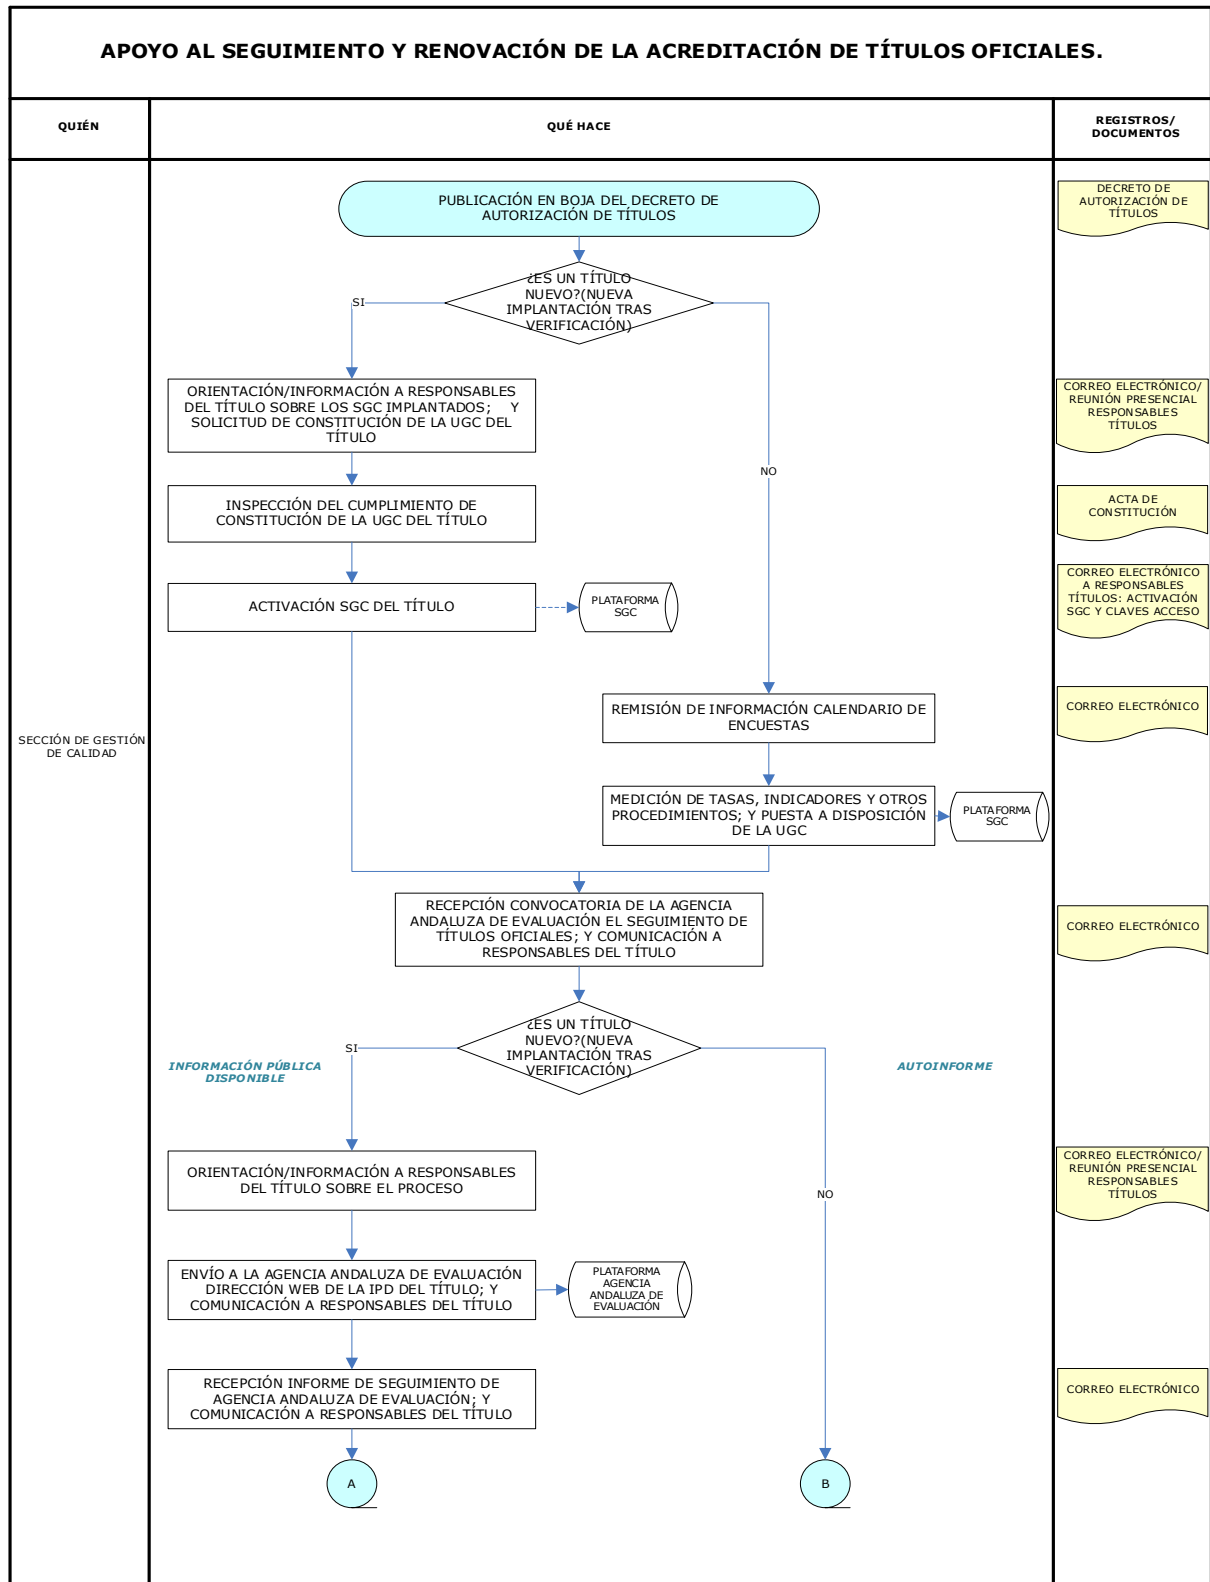 APOYO AL SEGUIMIENTO Y RENOVACIÓN DE LA ACREDITACIÓN DE TÍTULOS OFICIALES.
QUIÉN
QUÉ HACE
REGISTROS/
DOCUMENTOS
PUBLICACIÓN EN BOJA DEL DECRETO DE
AUTORIZACIÓN DE TÍTULOS
DECRETO DE
AUTORIZACIÓN DE
TÍTULOS
¿ES UN TÍTULO
NUEVO?(NUEVA
IMPLANTACIÓN TRAS
VERIFICACIÓN)
SI
NO
ORIENTACIÓN/INFORMACIÓN A RESPONSABLES
DEL TÍTULO SOBRE LOS SGC IMPLANTADOS; Y
SOLICITUD DE CONSTITUCIÓN DE LA UGC DEL
TÍTULO
CORREO ELECTRÓNICO/
REUNIÓN PRESENCIAL
RESPONSABLES
TÍTULOS
INSPECCIÓN DEL CUMPLIMIENTO DE
CONSTITUCIÓN DE LA UGC DEL TÍTULO
ACTA DE
CONSTITUCIÓN
ACTIVACIÓN SGC DEL TÍTULO
PLATAFORMA
SGC
CORREO ELECTRÓNICO
A RESPONSABLES
TÍTULOS: ACTIVACIÓN
SGC Y CLAVES ACCESO
SECCIÓN DE GESTIÓN
DE CALIDAD
REMISIÓN DE INFORMACIÓN CALENDARIO DE
ENCUESTAS
CORREO ELECTRÓNICO
MEDICIÓN DE TASAS, INDICADORES Y OTROS
PROCEDIMIENTOS; Y PUESTA A DISPOSICIÓN
DE LA UGC
PLATAFORMA
SGC
RECEPCIÓN CONVOCATORIA DE LA AGENCIA
ANDALUZA DE EVALUACIÓN EL SEGUIMIENTO DE
TÍTULOS OFICIALES; Y COMUNICACIÓN A
RESPONSABLES DEL TÍTULO
CORREO ELECTRÓNICO
¿ES UN TÍTULO
NUEVO?(NUEVA
IMPLANTACIÓN TRAS
VERIFICACIÓN)
SI
INFORMACIÓN PÚBLICA
DISPONIBLE
AUTOINFORME
NO
ORIENTACIÓN/INFORMACIÓN A RESPONSABLES
DEL TÍTULO SOBRE EL PROCESO
CORREO ELECTRÓNICO/
REUNIÓN PRESENCIAL
RESPONSABLES
TÍTULOS
ENVÍO A LA AGENCIA ANDALUZA DE EVALUACIÓN
DIRECCIÓN WEB DE LA IPD DEL TÍTULO; Y
COMUNICACIÓN A RESPONSABLES DEL TÍTULO
PLATAFORMA
AGENCIA
ANDALUZA DE
EVALUACIÓN
RECEPCIÓN INFORME DE SEGUIMIENTO DE
AGENCIA ANDALUZA DE EVALUACIÓN; Y
COMUNICACIÓN A RESPONSABLES DEL TÍTULO
CORREO ELECTRÓNICO
A
B